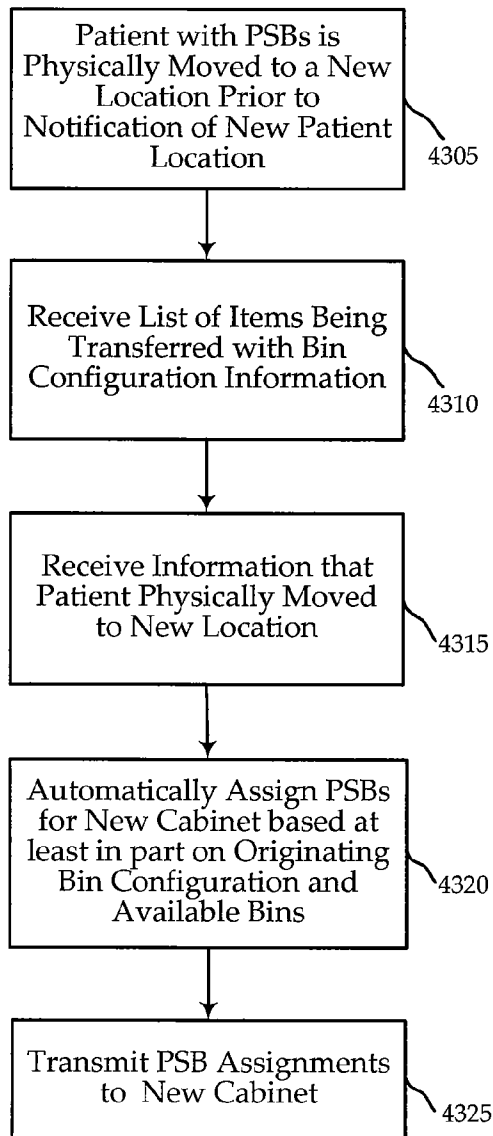 Patient with PSBs is
Physically Moved to a New
Location Prior to
Notification of New Patient
Location
4305
Receive List of Items Being
Transferred with Bin
Configuration Information
4310
Receive Information that
Patient Physically Moved
to New Location
4315
Automatically Assign PSBs
for New Cabinet based at
least in part on Originating
Bin Configuration and
Available Bins
4320
Transmit PSB Assignments
to New Cabinet
4325